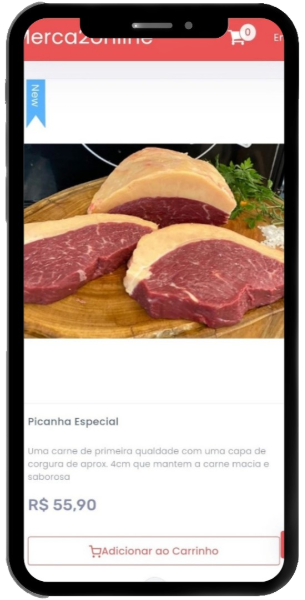 Merca2online
0
En
New
Picanha Especial
Uma carne de primeira qualdade com uma capa de
corgura de aprox. 4cm que mantem a carne macia e
saborosa
R$ 55,90
Adicionar ao Carrinho